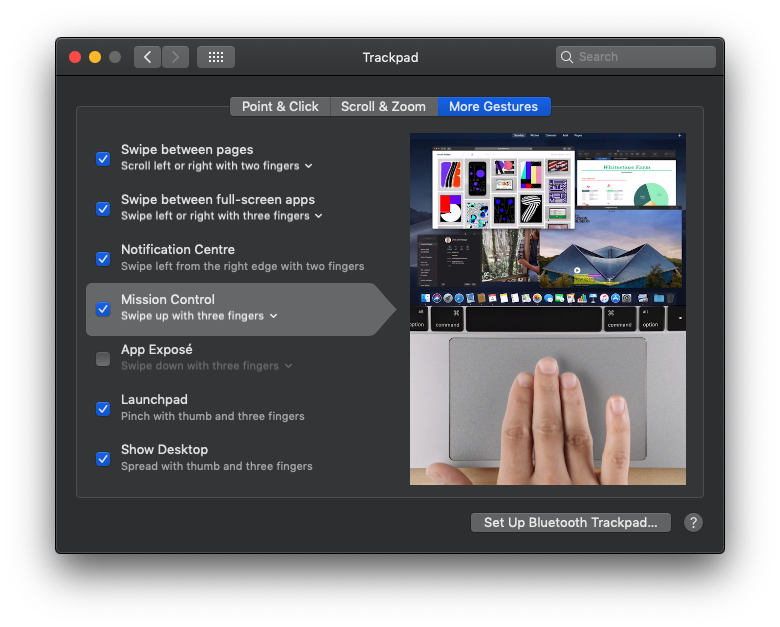 Trackpad
Search
Point & Click
Scroll & Zoom
More Gestures
Swipe between pages
Scroll left or right with two fingers
Swipe between full-screen apps
Swipe left or right with three fingers
Notification Centre
Swipe left from the right edge with two fingers
Mission Control
Swipe up with three fingers
App Exposé
Swipe down with three fingers
Launchpad
Pinch with thumb and three fingers
Show Desktop
Spread with thumb and three fingers
Whitetone Farm
⌘ ⌘
option command command option
Set Up Bluetooth Trackpad...
?